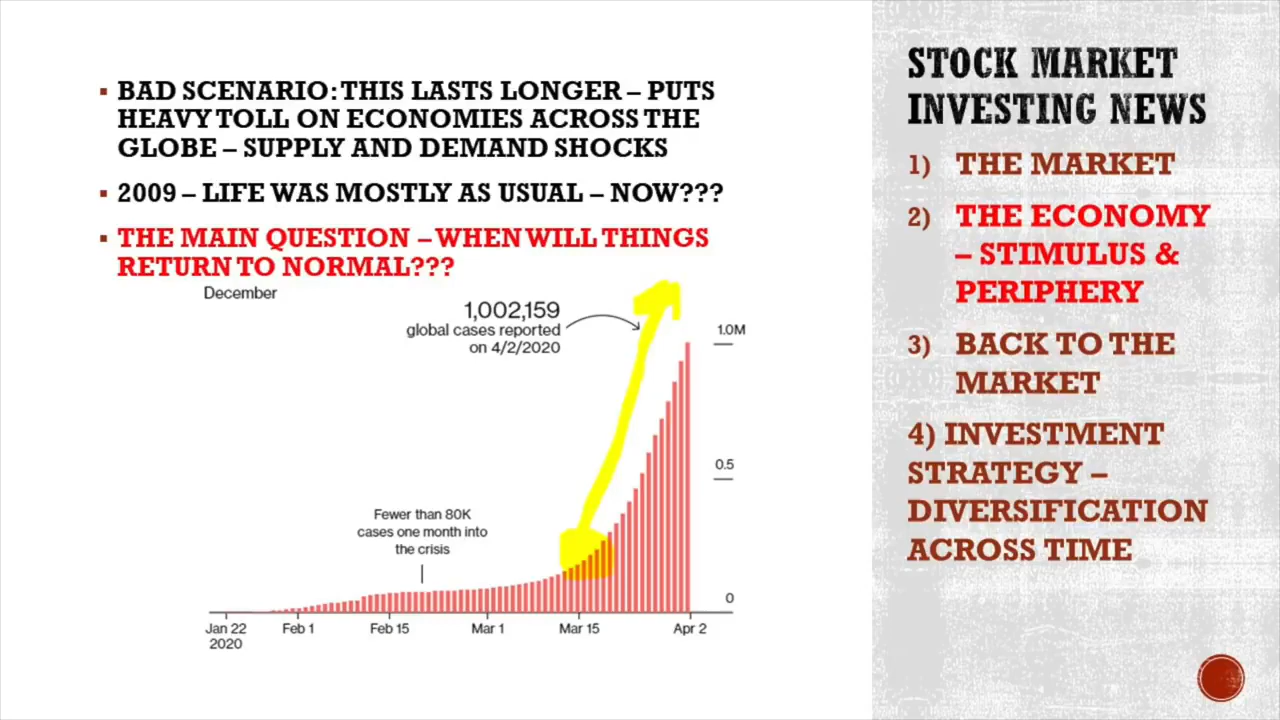 ▪ BAD SCENARIO: THIS LASTS LONGER – PUTS
HEAVY TOLL ON ECONOMIES ACROSS THE
GLOBE – SUPPLY AND DEMAND SHOCKS
▪ 2009 – LIFE WAS MOSTLY AS USUAL – NOW???
▪ THE MAIN QUESTION – WHEN WILL THINGS
RETURN TO NORMAL???
December
1,002,159
global cases reported
on 4/2/2020
1.0M
0.5
Fewer than 80K
cases one month into
the crisis
0
Jan 22 Feb 1 Feb 15 Mar 1 Mar 15 Apr 2
2020
STOCK MARKET
INVESTING NEWS
1) THE MARKET
2) THE ECONOMY
– STIMULUS &
PERIPHERY
3) BACK TO THE
MARKET
4) INVESTMENT
STRATEGY –
DIVERSIFICATION
ACROSS TIME